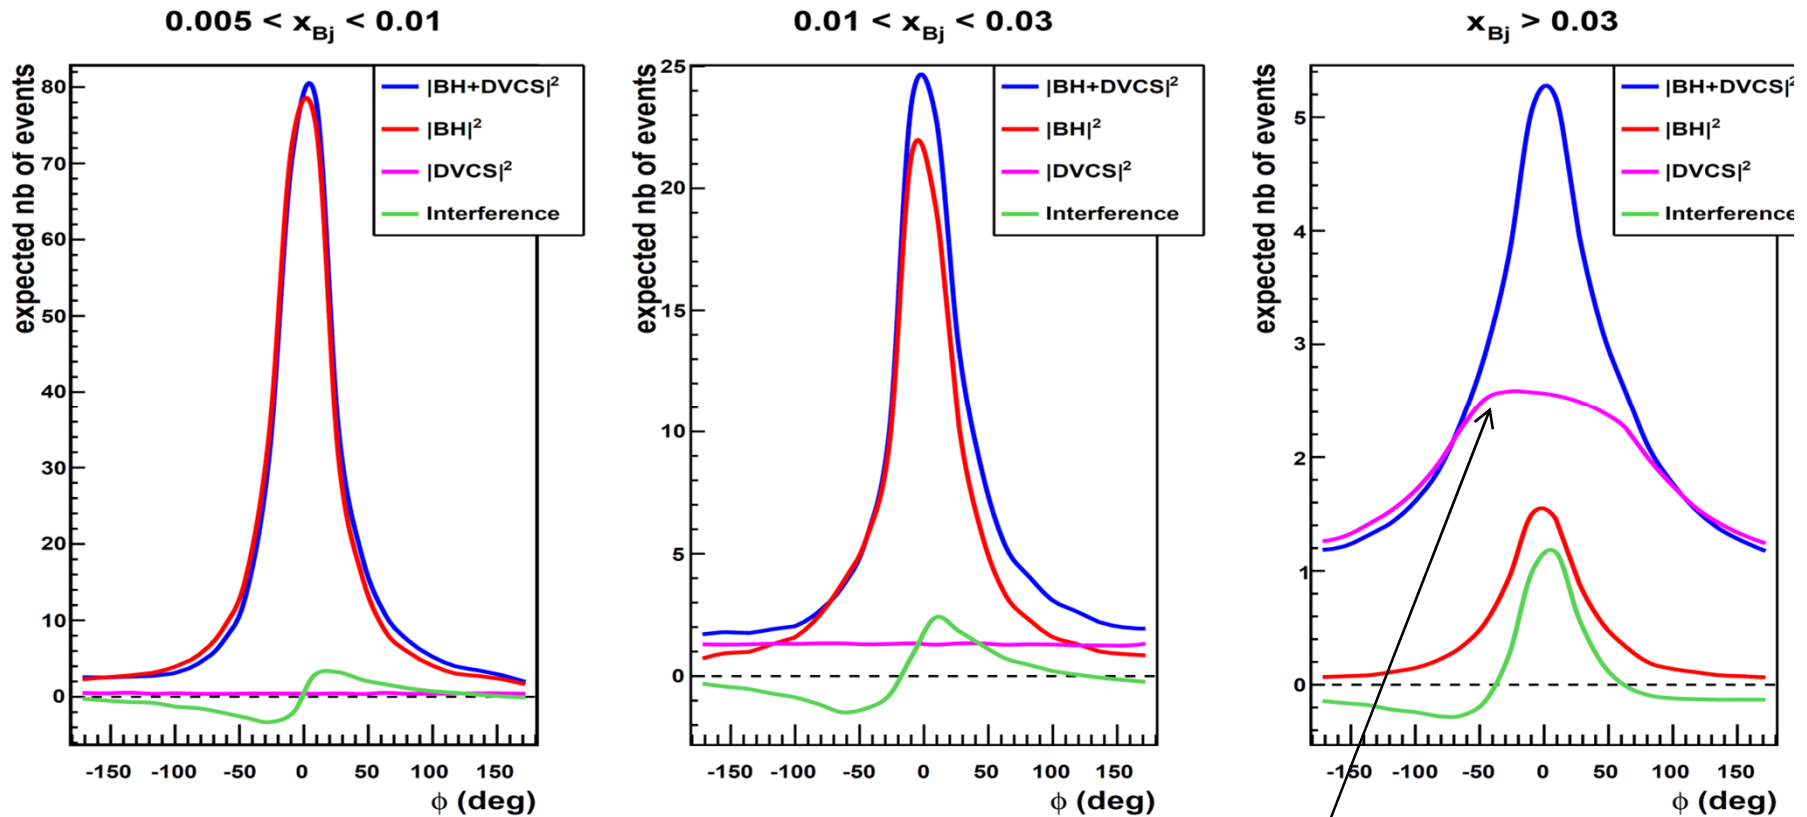 0.005 < x_Bj < 0.01
expected nb of events
|BH+DVCS|²
|BH|²
|DVCS|²
Interference
80
70
60
50
40
30
20
10
0
-150 -100 -50 0 50 100 150
ϕ (deg)
0.01 < x_Bj < 0.03
expected nb of events
|BH+DVCS|²
|BH|²
|DVCS|²
Interference
25
20
15
10
5
0
-150 -100 -50 0 50 100 150
ϕ (deg)
x_Bj > 0.03
expected nb of events
|BH+DVCS|²
|BH|²
|DVCS|²
Interference
5
4
3
2
1
0
-150 -100 -50 0 50 100 150
ϕ (deg)